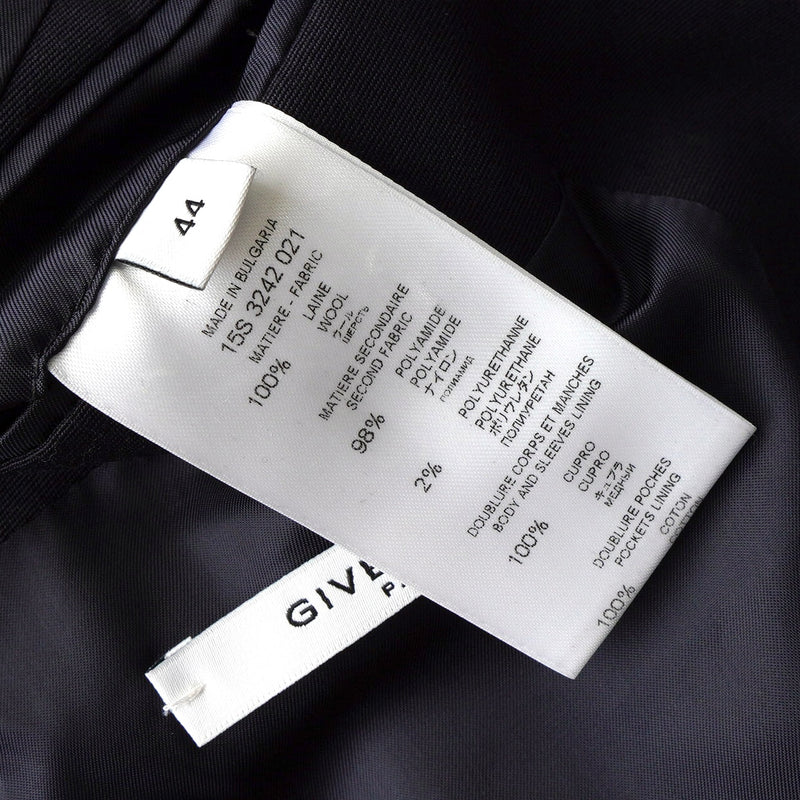 44
MADE IN BULGARIA
15S 3242 021
MATIERE - FABRIC
100% LAINE
WOOL
ウール
ШЕРСТЬ
MATIERE SECONDAIRE
SECOND FABRIC
98% POLYAMIDE
POLYAMIDE
ナイロン
ПОЛИАМИД
2% POLYURETHANNE
POLYURETHANE
ポリウレタン
ПОЛИУРЕТАН
DOUBLURE CORPS ET MANCHES
BODY AND SLEEVES LINING
100% CUPRO
CUPRO
キュプラ
МЕДНЫЙ
DOUBLURE POCHES
POCKETS LINING
100% COTON
GIVE